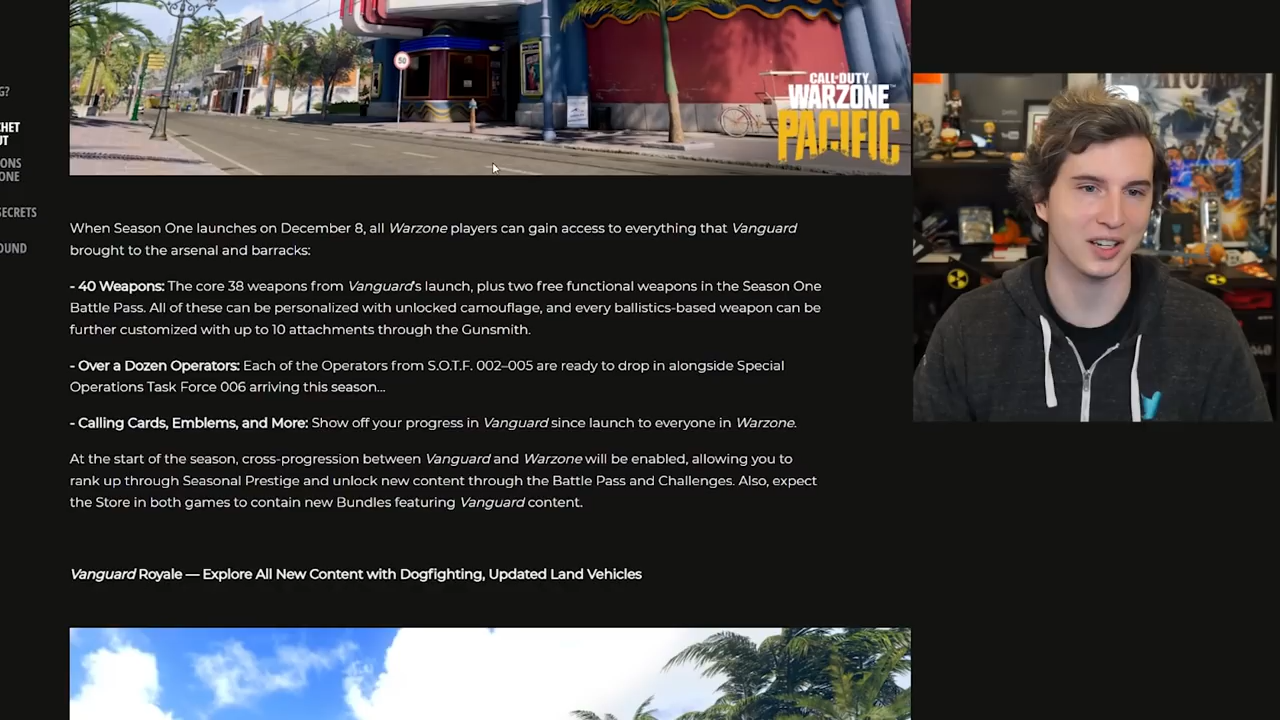 CALL OF DUTY
WARZONE
PACIFIC
50
G?
CHET
UT
ONS
ONE
SECRETS
OUND
When Season One launches on December 8, all Warzone players can gain access to everything that Vanguard
brought to the arsenal and barracks:
- 40 Weapons: The core 38 weapons from Vanguard's launch, plus two free functional weapons in the Season One
Battle Pass. All of these can be personalized with unlocked camouflage, and every ballistics-based weapon can be
further customized with up to 10 attachments through the Gunsmith.
- Over a Dozen Operators: Each of the Operators from S.O.T.F. 002–005 are ready to drop in alongside Special
Operations Task Force 006 arriving this season...
- Calling Cards, Emblems, and More: Show off your progress in Vanguard since launch to everyone in Warzone.
At the start of the season, cross-progression between Vanguard and Warzone will be enabled, allowing you to
rank up through Seasonal Prestige and unlock new content through the Battle Pass and Challenges. Also, expect
the Store in both games to contain new Bundles featuring Vanguard content.
Vanguard Royale — Explore All New Content with Dogfighting, Updated Land Vehicles